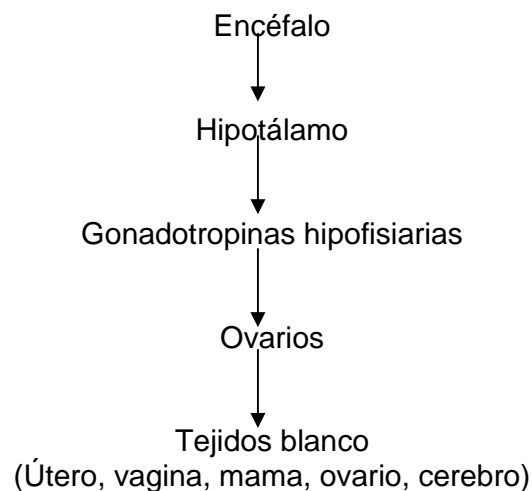 Encéfalo
Hipotálamo
Gonadotropinas hipofisiarias
Ovarios
Tejidos blanco
(Útero, vagina, mama, ovario, cerebro)